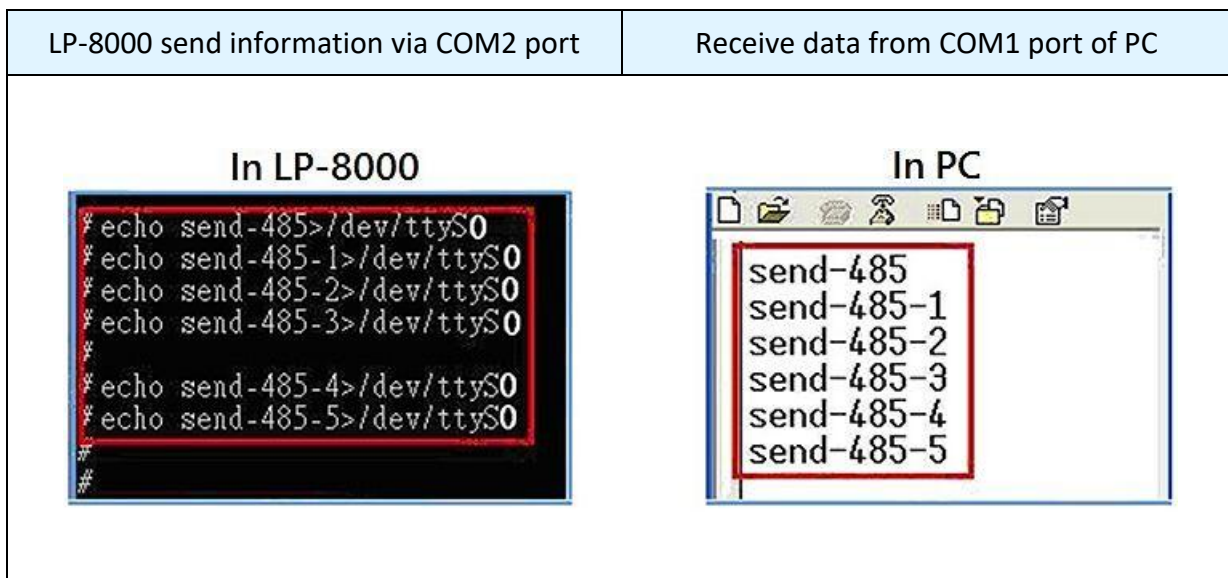 LP-8000 send information via COM2 port
Receive data from COM1 port of PC
In LP-8000
# echo send-485>/dev/ttyS0
# echo send-485-1>/dev/ttyS0
# echo send-485-2>/dev/ttyS0
# echo send-485-3>/dev/ttyS0
#
# echo send-485-4>/dev/ttyS0
# echo send-485-5>/dev/ttyS0
#
#
In PC
send-485
send-485-1
send-485-2
send-485-3
send-485-4
send-485-5